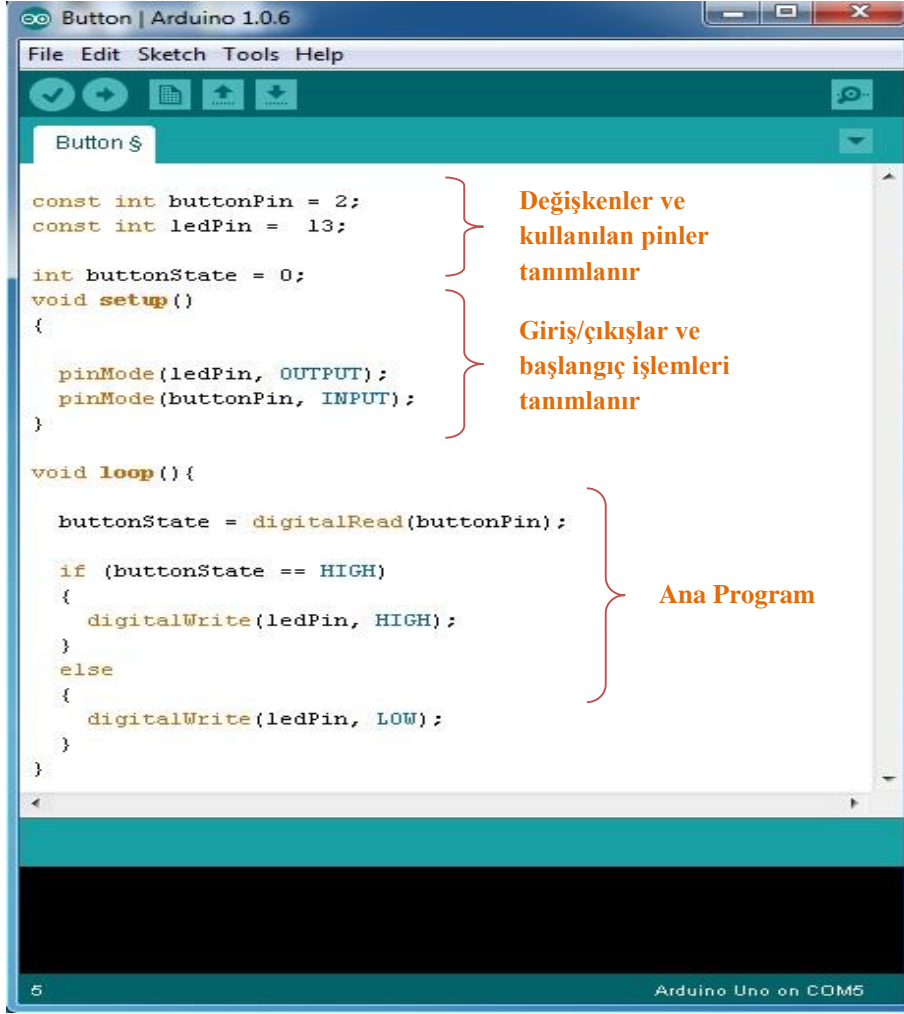 Button | Arduino 1.0.6
File Edit Sketch Tools Help
Button §
const int buttonPin = 2;
const int ledPin =  13;
int buttonState = 0;
void setup()
{
pinMode(ledPin, OUTPUT);
pinMode(buttonPin, INPUT);
}
Değişkenler ve
kullanılan pinler
tanımlanır
Giriş/çıkışlar ve
başlangıç işlemleri
tanımlanır
void loop(){
buttonState = digitalRead(buttonPin);
if (buttonState == HIGH)
{
digitalWrite(ledPin, HIGH);
}
else
{
digitalWrite(ledPin, LOW);
}
}
Ana Program
5
Arduino Uno on COM5